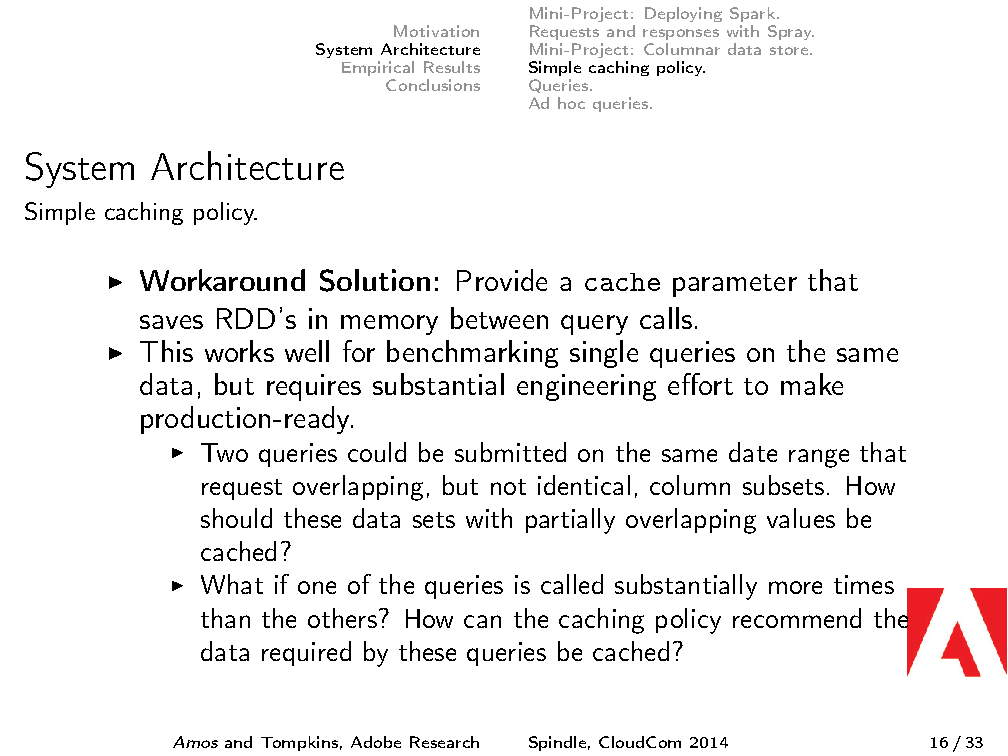 Motivation
System Architecture
Empirical Results
Conclusions
Mini-Project: Deploying Spark.
Requests and responses with Spray.
Mini-Project: Columnar data store.
Simple caching policy.
Queries.
Ad hoc queries.
System Architecture
Simple caching policy.
▶ Workaround Solution: Provide a cache parameter that
saves RDD's in memory between query calls.
▶ This works well for benchmarking single queries on the same
data, but requires substantial engineering effort to make
production-ready.
▶ Two queries could be submitted on the same date range that
request overlapping, but not identical, column subsets. How
should these data sets with partially overlapping values be
cached?
▶ What if one of the queries is called substantially more times
than the others? How can the caching policy recommend the
data required by these queries be cached?
Amos and Tompkins, Adobe Research Spindle, CloudCom 2014 16 / 33